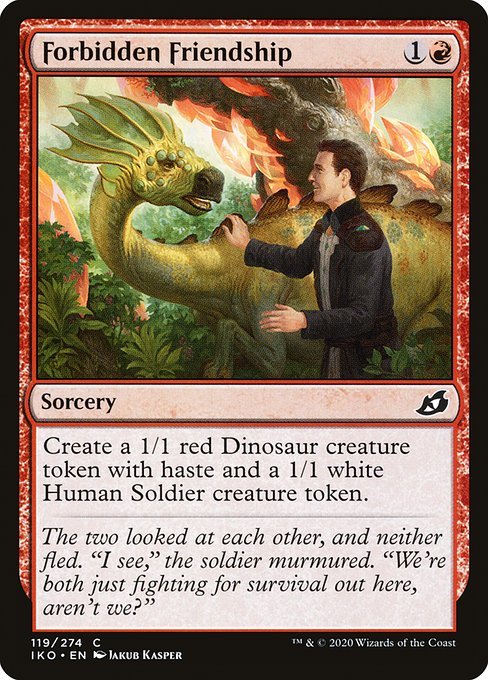 Forbidden Friendship 1
Sorcery
Create a 1/1 red Dinosaur creature
token with haste and a 1/1 white
Human Soldier creature token.
The two looked at each other, and neither
fled. “I see,” the soldier murmured. “We’re
both just fighting for survival out here,
aren’t we?”
119/274 C
IKO • EN Jakub Kasper
™ & © 2020 Wizards of the Coast